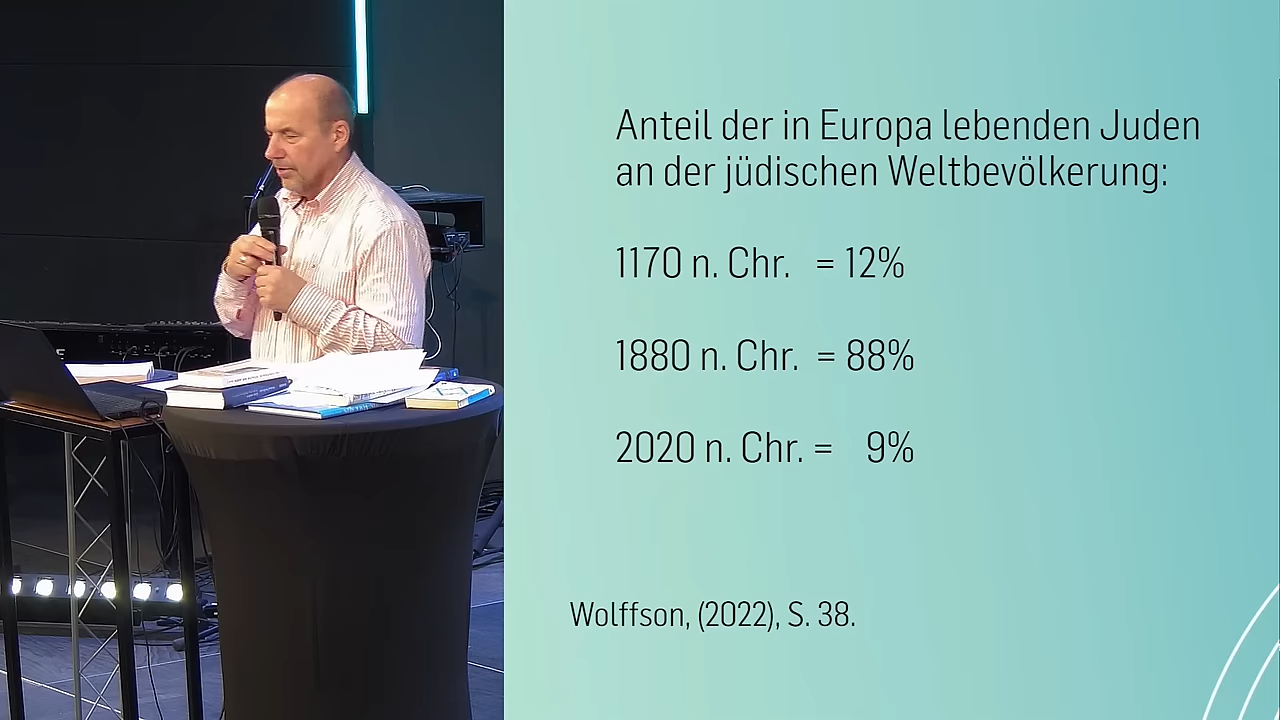 Anteil der in Europa lebenden Juden
an der jüdischen Weltbevölkerung:
1170 n. Chr. = 12%
1880 n. Chr. = 88%
2020 n. Chr. = 9%
Wolffson, (2022), S. 38.